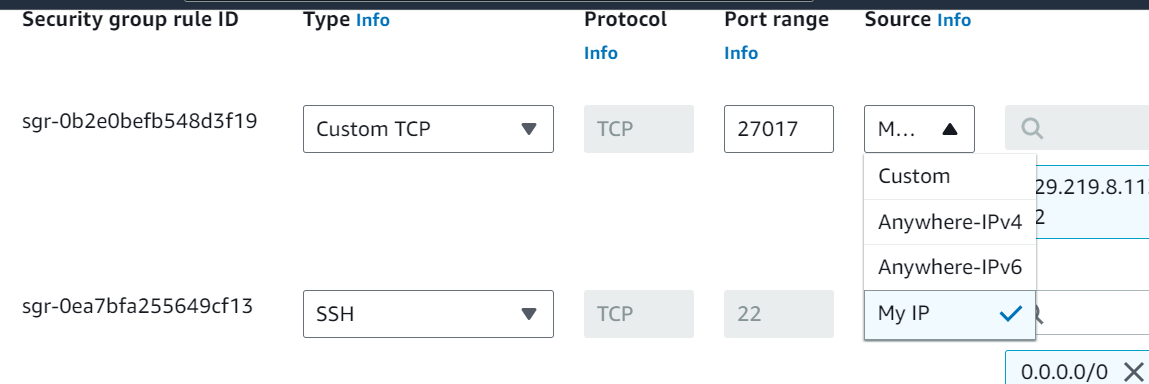 Security group rule ID Type Info Protocol Info Port range Info Source Info
sgr-0b2e0befb548d3f19 Custom TCP TCP 27017 M...
Custom
29.219.8.11
2
Anywhere-IPv4
Anywhere-IPv6
sgr-0ea7bfa255649cf13 SSH TCP 22 My IP
0.0.0.0/0